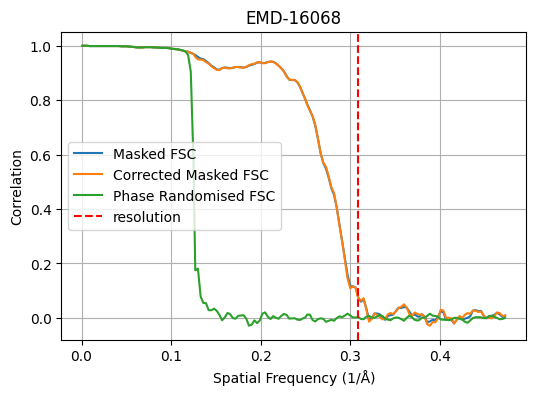 EMD-16068
1.0
0.8
0.6
0.4
0.2
0.0
Correlation
Masked FSC
Corrected Masked FSC
Phase Randomised FSC
resolution
0.0
0.1
0.2
0.3
0.4
Spatial Frequency (1/Å)